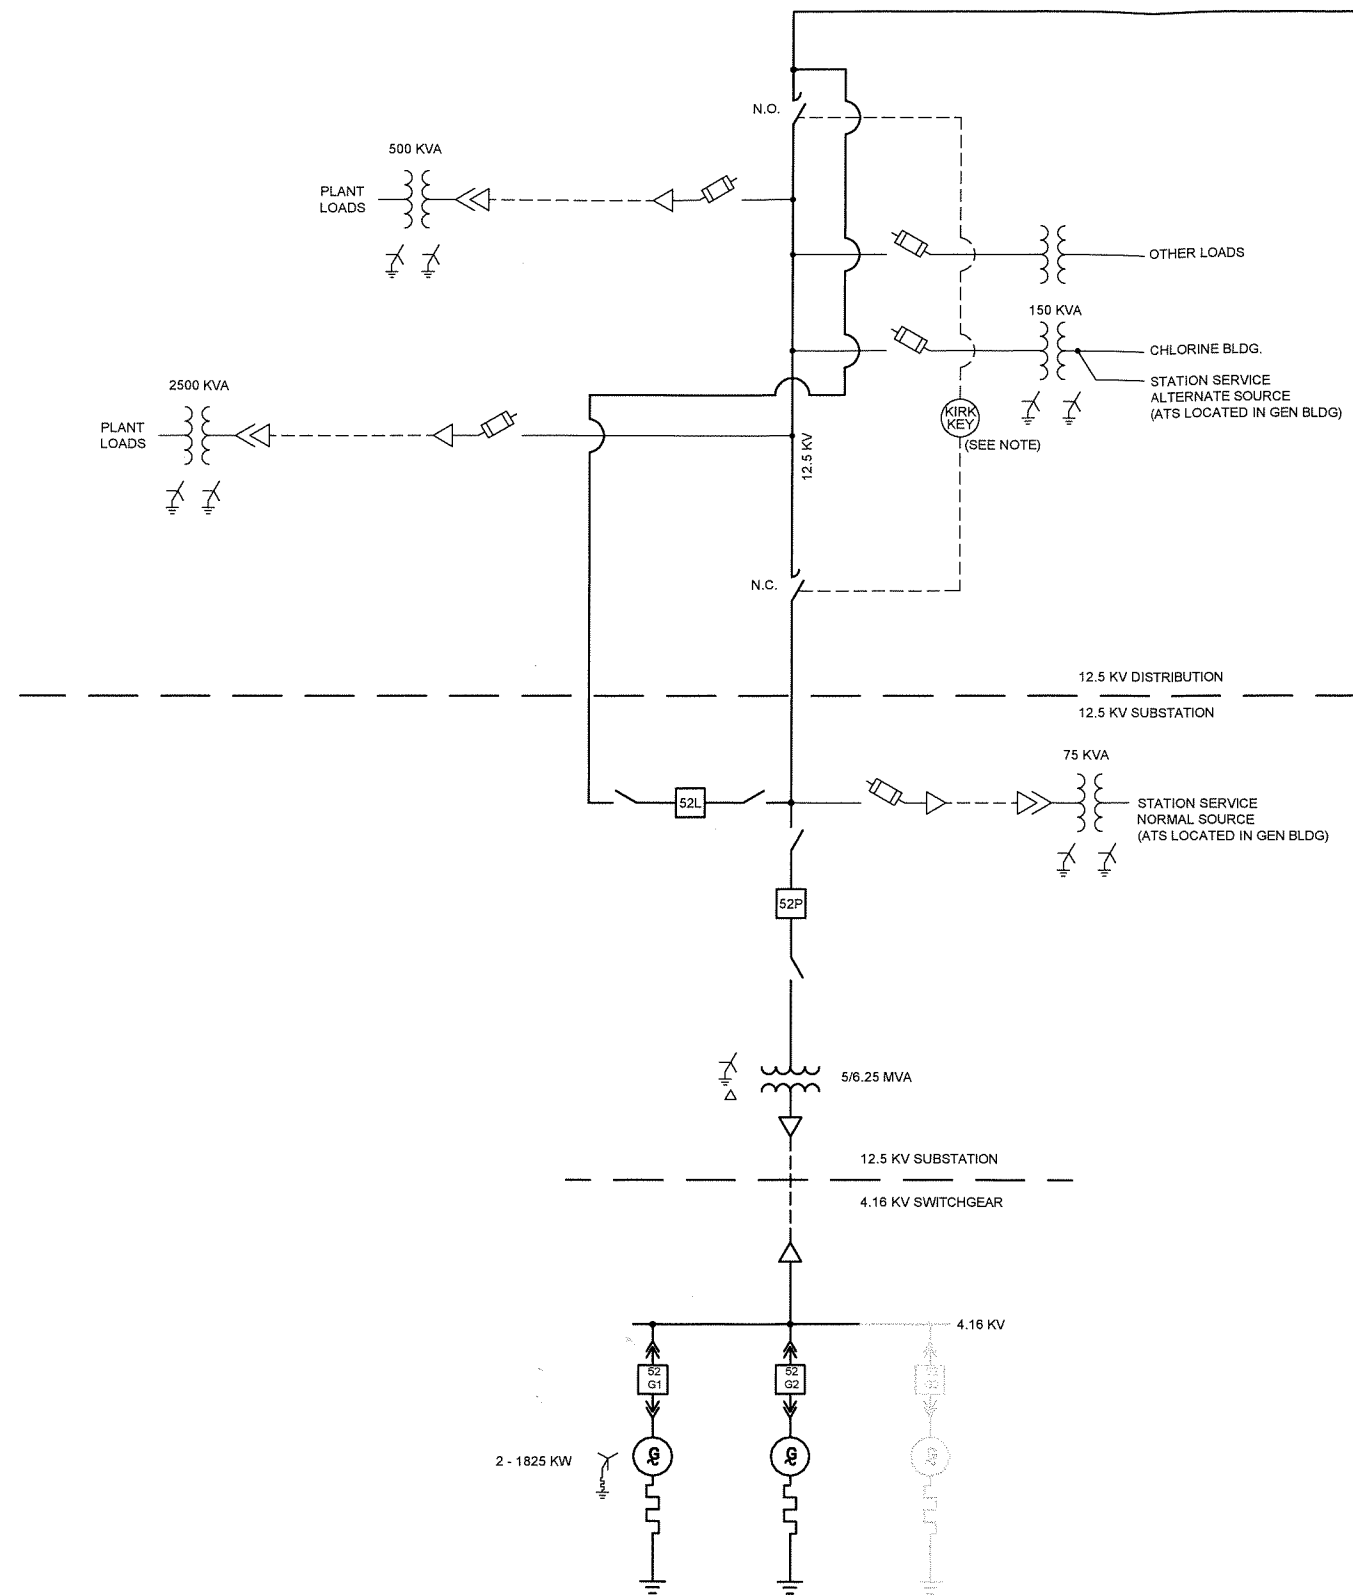 N.O.
500 KVA
PLANT
LOADS
OTHER LOADS
150 KVA
CHLORINE BLDG.
STATION SERVICE
ALTERNATE SOURCE
(ATS LOCATED IN GEN BLDG)
2500 KVA
PLANT
LOADS
KIRK
KEY
(SEE NOTE)
12.5 KV
N.C.
12.5 KV DISTRIBUTION
12.5 KV SUBSTATION
75 KVA
52L
STATION SERVICE
NORMAL SOURCE
(ATS LOCATED IN GEN BLDG)
52P
5/6.25 MVA
12.5 KV SUBSTATION
4.16 KV SWITCHGEAR
4.16 KV
52
G1
52
G2
2 - 1825 KW
G
G